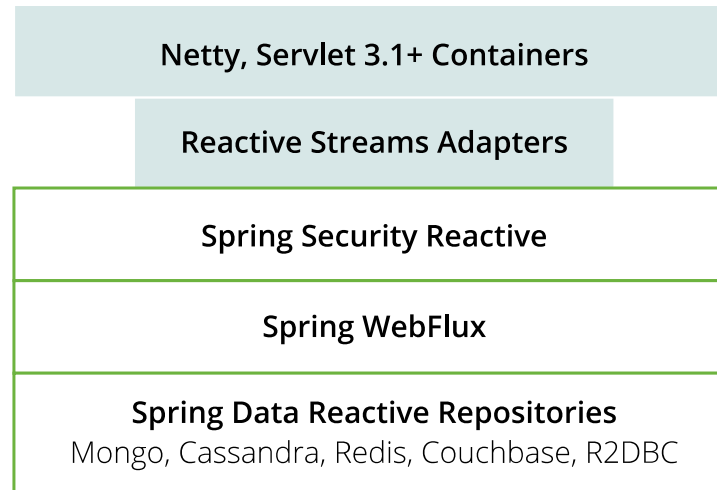 Netty, Servlet 3.1+ Containers
Reactive Streams Adapters
Spring Security Reactive
Spring WebFlux
Spring Data Reactive Repositories
Mongo, Cassandra, Redis, Couchbase, R2DBC